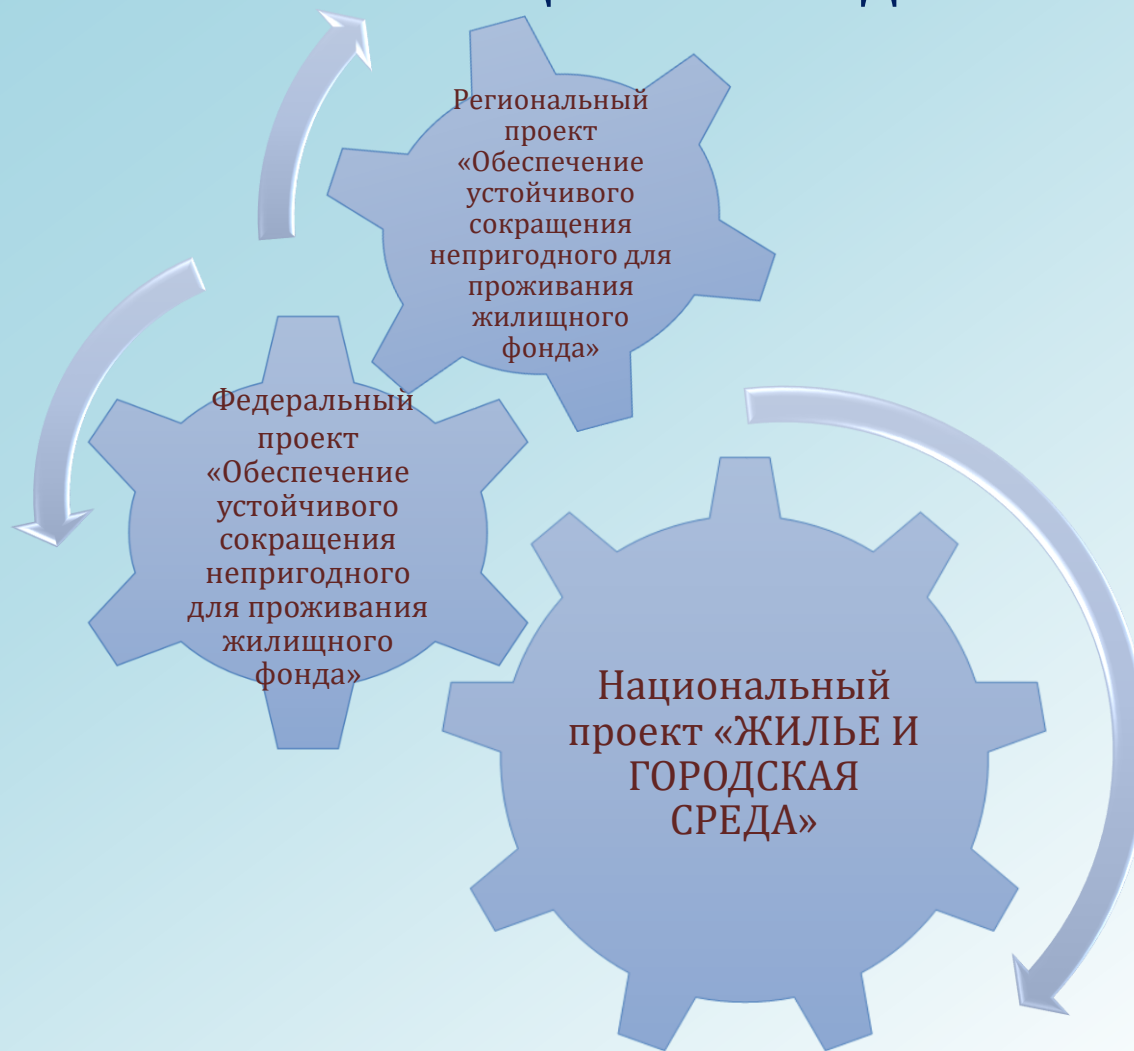 Региональный
проект
«Обеспечение
устойчивого
сокращения
непригодного для
проживания
жилищного
фонда»
Федеральный
проект
«Обеспечение
устойчивого
сокращения
непригодного
для проживания
жилищного
фонда»
Национальный
проект «ЖИЛЬЕ И
ГОРОДСКАЯ
СРЕДА»